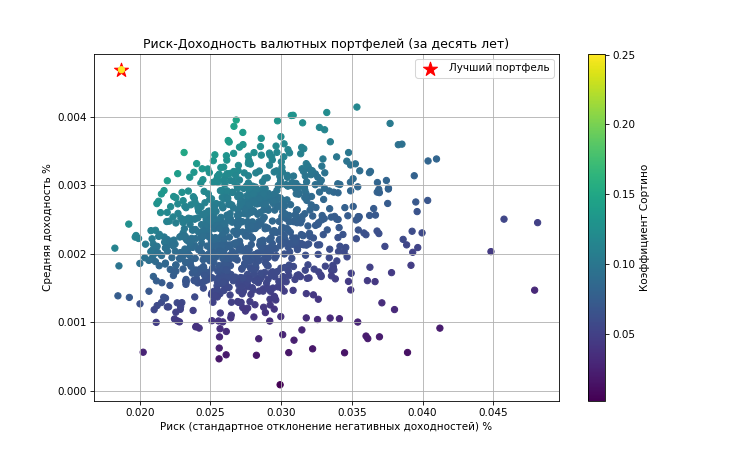 Риск-Доходность валютных портфелей (за десять лет)
Лучший портфель
Средняя доходность %
0.004
0.003
0.002
0.001
0.000
0.020 0.025 0.030 0.035 0.040 0.045
Риск (стандартное отклонение негативных доходностей) %
0.25
0.20
0.15
0.10
0.05
Коэффициент Сортино